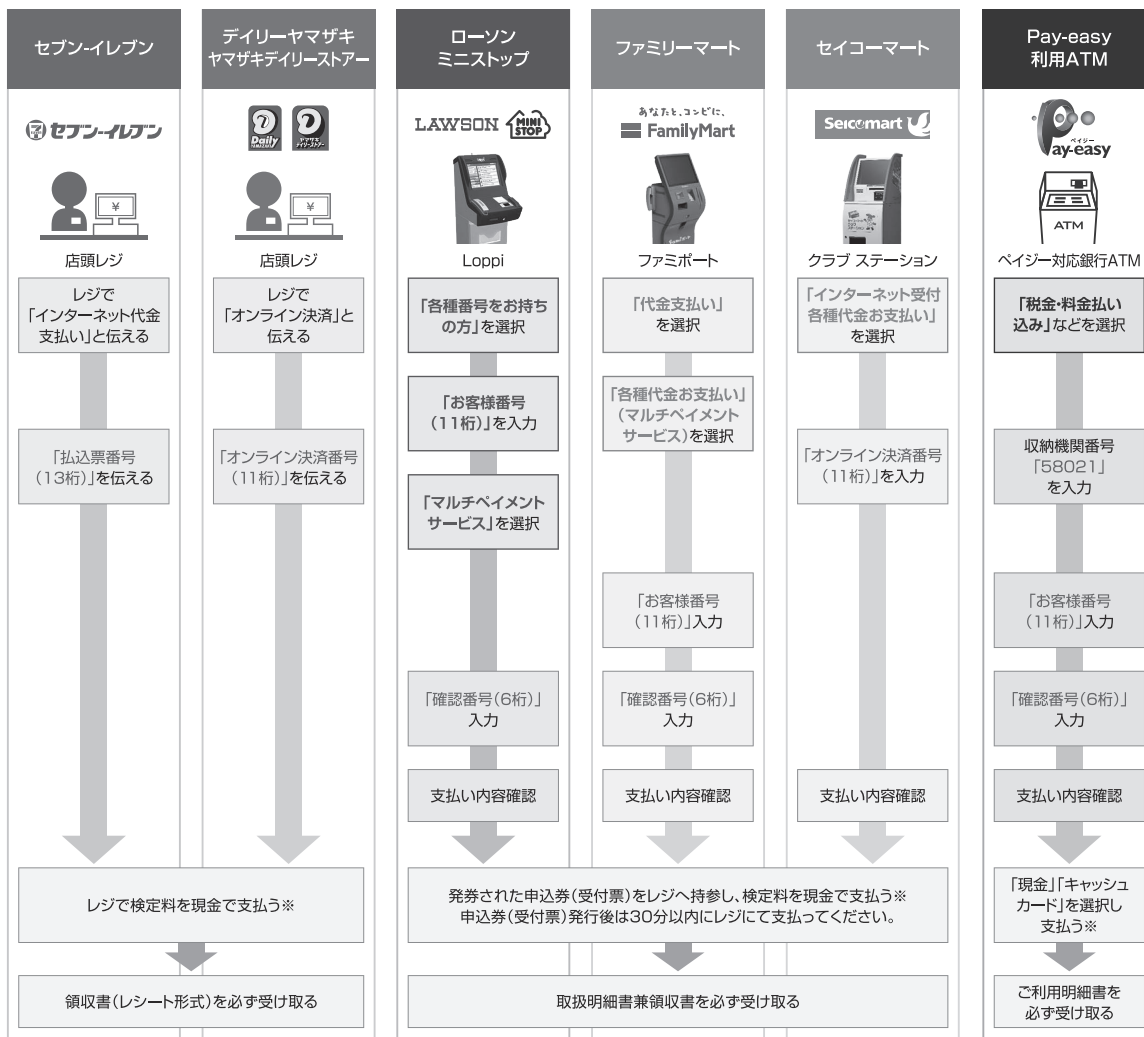 セブン-イレブン
デイリーヤマザキ
ヤマザキデイリーストアー
ローソン
ミニストップ
ファミリーマート
セイコーマート
Pay-easy
利用ATM
セブン-イレブン
Daily
YAMAZAKI
ヤマザキ
デイリーストアー
LAWSON
MINI
STOP
あなたと、コンビに、
FamilyMart
Seicomart
ペイジー
Pay-easy
¥
¥
ATM
店頭レジ
店頭レジ
Loppi
ファミポート
クラブ ステーション
ペイジー対応銀行ATM
レジで
「インターネット代金
支払い」と伝える
「払込票番号
(13桁)」を伝える
レジで
「オンライン決済」と
伝える
「オンライン決済番号
(11桁)」を伝える
「各種番号をお持ち
の方」を選択
「お客様番号
(11桁)」を入力
「マルチペイメント
サービス」を選択
「確認番号(6桁)」
入力
支払い内容確認
「代金支払い」
を選択
「各種代金お支払い」
(マルチペイメント
サービス)を選択
「お客様番号
(11桁)」入力
「確認番号(6桁)」
入力
支払い内容確認
「インターネット受付
各種代金お支払い」
を選択
「オンライン決済番号
(11桁)」を入力
支払い内容確認
「税金・料金払い
込み」などを選択
収納機関番号
「58021」
を入力
「お客様番号
(11桁)」入力
「確認番号(6桁)」
入力
支払い内容確認
レジで検定料を現金で支払う※
領収書(レシート形式)を必ず受け取る
発券された申込券(受付票)をレジへ持参し、検定料を現金で支払う※
申込券(受付票)発行後は30分以内にレジにて支払ってください。
取扱明細書兼領収書を必ず受け取る
「現金」「キャッシュ
カード」を選択し
支払う※
ご利用明細書を
必ず受け取る